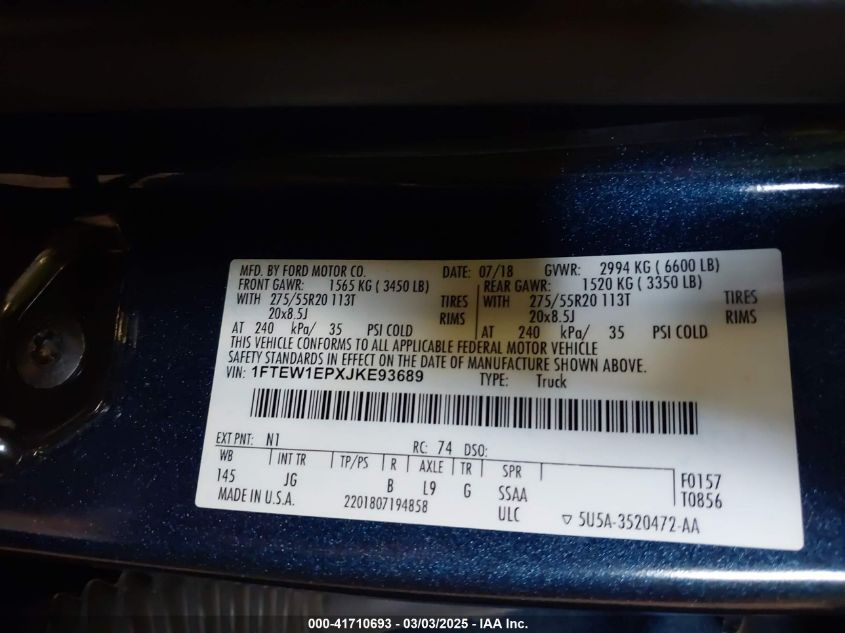 MFD. BY FORD MOTOR CO. DATE: 07/18 GVWR: 2994 KG ( 6600 LB)
FRONT GAWR: 1565 KG ( 3450 LB) REAR GAWR: 1520 KG ( 3350 LB)
WITH 275/55R20 113T TIRES WITH 275/55R20 113T TIRES
20x8.5J RIMS 20x8.5J RIMS
AT 240 kPa/ 35 PSI COLD AT 240 kPa/ 35 PSI COLD
THIS VEHICLE CONFORMS TO ALL APPLICABLE FEDERAL MOTOR VEHICLE
SAFETY STANDARDS IN EFFECT ON THE DATE OF MANUFACTURE SHOWN ABOVE.
VIN: 1FTEW1EPXJKE93689 TYPE: Truck
EXT PNT: N1 RC: 74 DSO:
WB INT TR TP/PS R AXLE TR SPR F0157
145 JG B L9 G SSAA T0856
MADE IN U.S.A. 2201807194858 ULC ▽ 5U5A-3520472-AA
000-41710693 - 03/03/2025 - IAA Inc.